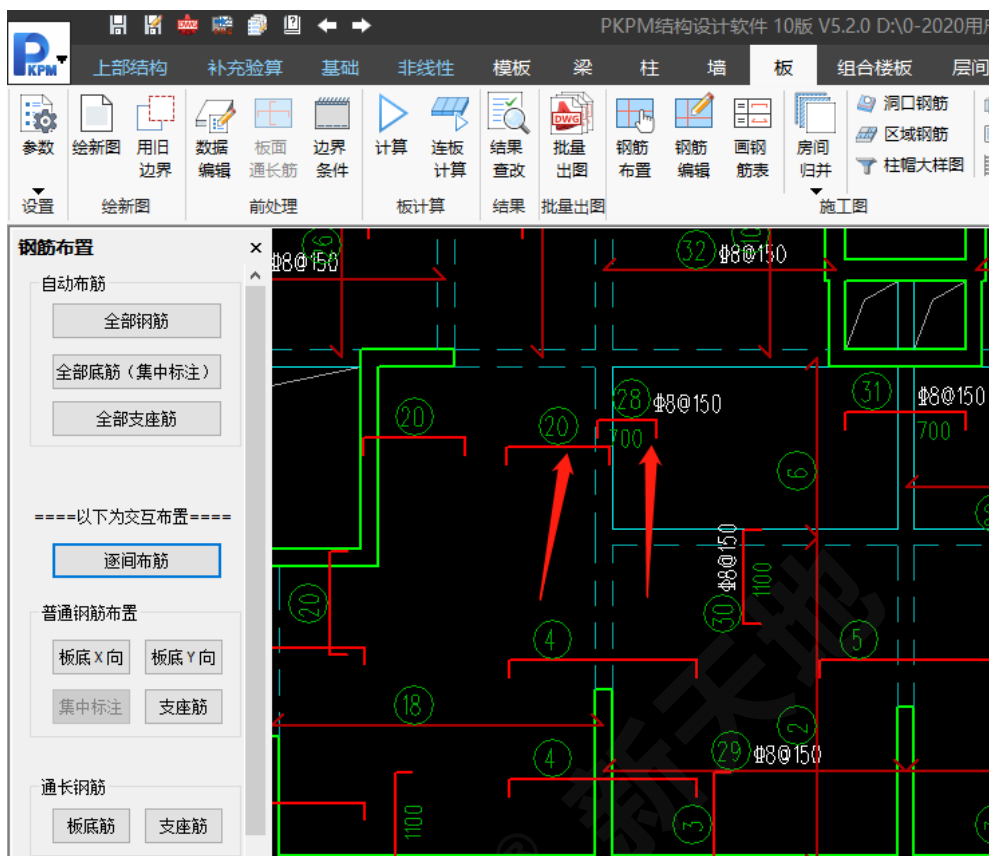 PKPM结构设计软件 10版 V5.2.0 D:\0-2020用户
KPM
上部结构 补充验算 基础 非线性 模板 梁 柱 墙 板 组合楼板 层间
参数 绘新图 用旧边界 数据编辑 板面通长筋 边界条件 计算 连板计算 结果查改 批量出图 钢筋布置 钢筋编辑 画钢筋表 房间归并
DWG
洞口钢筋
区域钢筋
柱帽大样图
设置 绘新图 前处理 板计算 结果 批量出图 施工图
钢筋布置
自动布筋
全部钢筋
全部底筋（集中标注）
全部支座筋
====以下为交互布置====
逐间布筋
普通钢筋布置
板底X向 板底Y向
集中标注 支座筋
通长钢筋
板底筋 支座筋
Φ8@150
32 Φ8@150
28 Φ8@150
31 Φ8@150
20
20
700
700
6
Φ8@150
1100
30
20
4
5
18
2
29 Φ8@150
4
1100
3
新天地